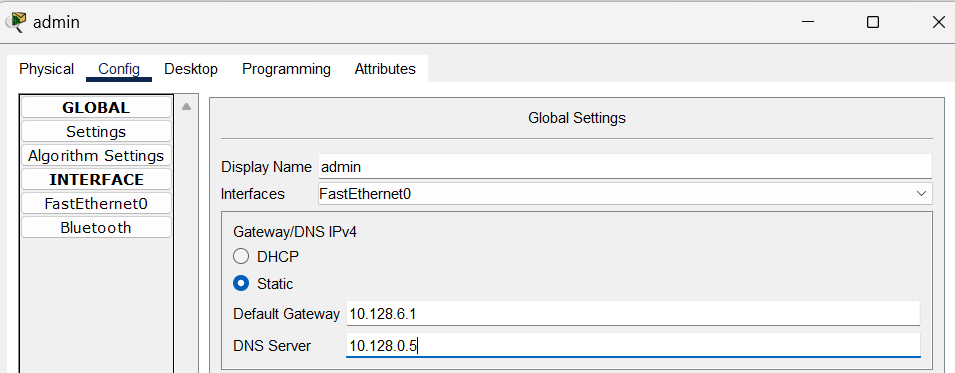 admin
Physical Config Desktop Programming Attributes
GLOBAL
Settings
Algorithm Settings
INTERFACE
FastEthernet0
Bluetooth
Global Settings
Display Name admin
Interfaces FastEthernet0
Gateway/DNS IPv4
DHCP
Static
Default Gateway 10.128.6.1
DNS Server 10.128.0.5